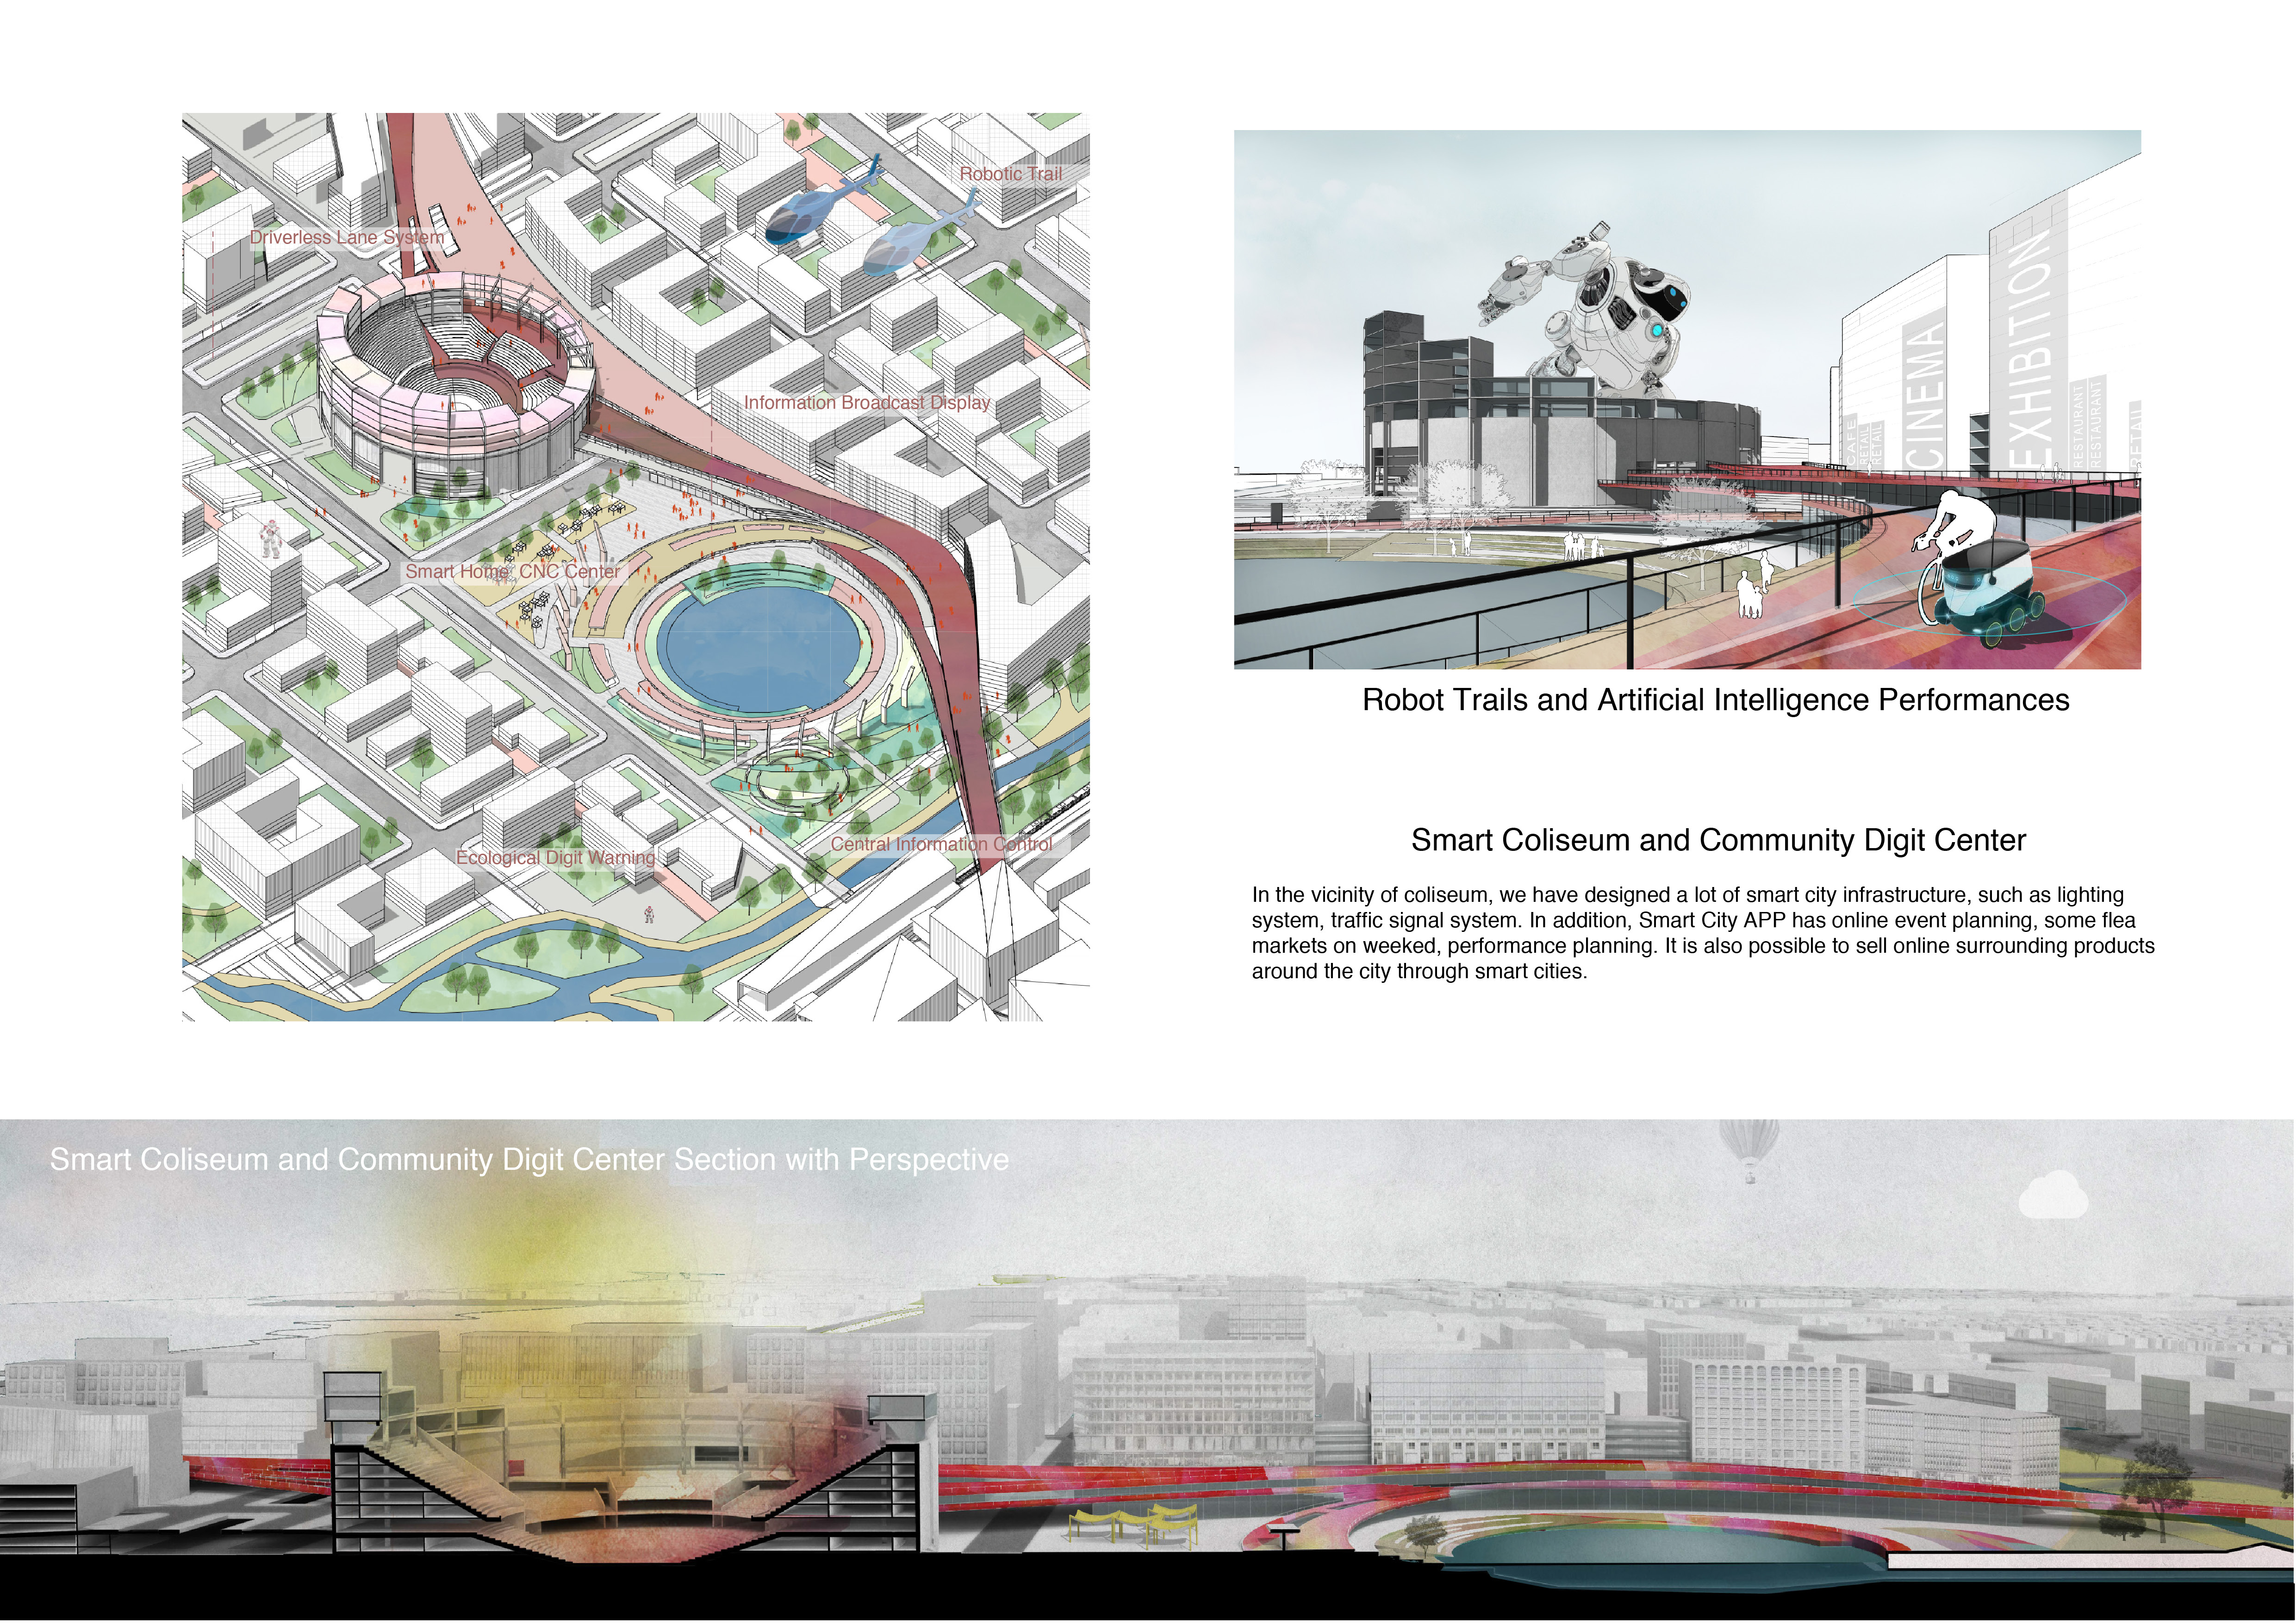 Robotic Trail
Driverless Lane System
Information Broadcast Display
Smart Home CNC Center
Central Information Control
Ecological Digit Warning
CAFE
RETAIL
RETAIL
CINEMA
EXHIBITION
RESTAURANT
RESTAURANT
RETAIL
Robot Trails and Artificial Intelligence Performances
Smart Coliseum and Community Digit Center
In the vicinity of coliseum, we have designed a lot of smart city infrastructure, such as lighting
system, traffic signal system. In addition, Smart City APP has online event planning, some flea
markets on weeked, performance planning. It is also possible to sell online surrounding products
around the city through smart cities.
Smart Coliseum and Community Digit Center Section with Perspective